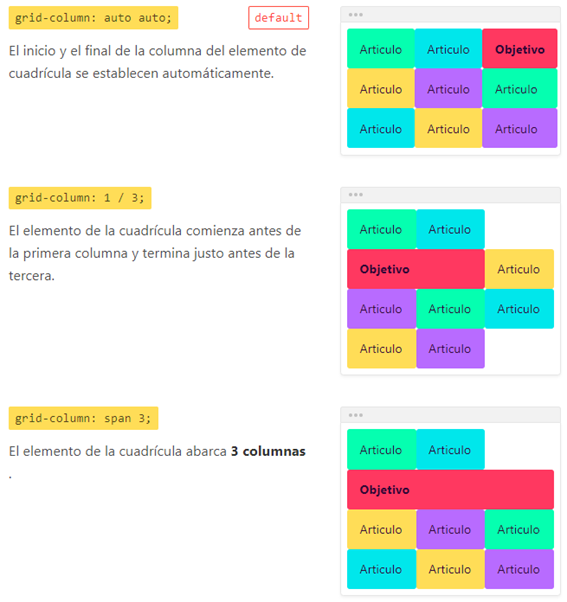 grid-column: auto auto;
default
El inicio y el final de la columna del elemento de
cuadrícula se establecen automáticamente.
Articulo Articulo Objetivo
Articulo Articulo Articulo
Articulo Articulo Articulo
grid-column: 1 / 3;
El elemento de la cuadrícula comienza antes de
la primera columna y termina justo antes de la
tercera.
Articulo Articulo
Objetivo Articulo
Articulo Articulo Articulo
Articulo Articulo
grid-column: span 3;
El elemento de la cuadrícula abarca 3 columnas
.
Articulo Articulo
Objetivo
Articulo Articulo Articulo
Articulo Articulo Articulo